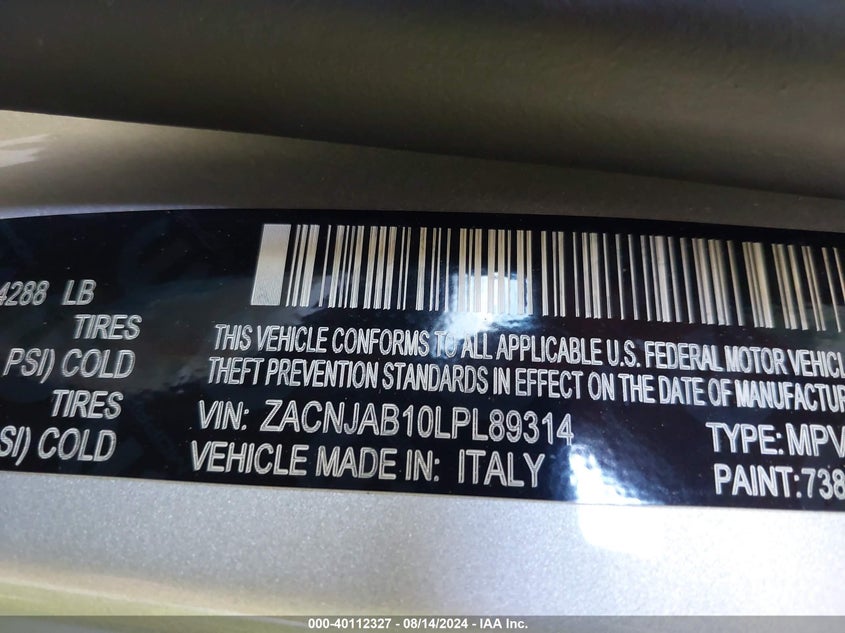 4288 LB
TIRES
PSI) COLD
TIRES
SI) COLD
THIS VEHICLE CONFORMS TO ALL APPLICABLE U.S. FEDERAL MOTOR VEHICL
THEFT PREVENTION STANDARDS IN EFFECT ON THE DATE OF MANUFACTUR
VIN: ZACNJAB10LPL89314
TYPE: MPV
VEHICLE MADE IN: ITALY
PAINT:738
000-40112327 - 08/14/2024 - IAA Inc.